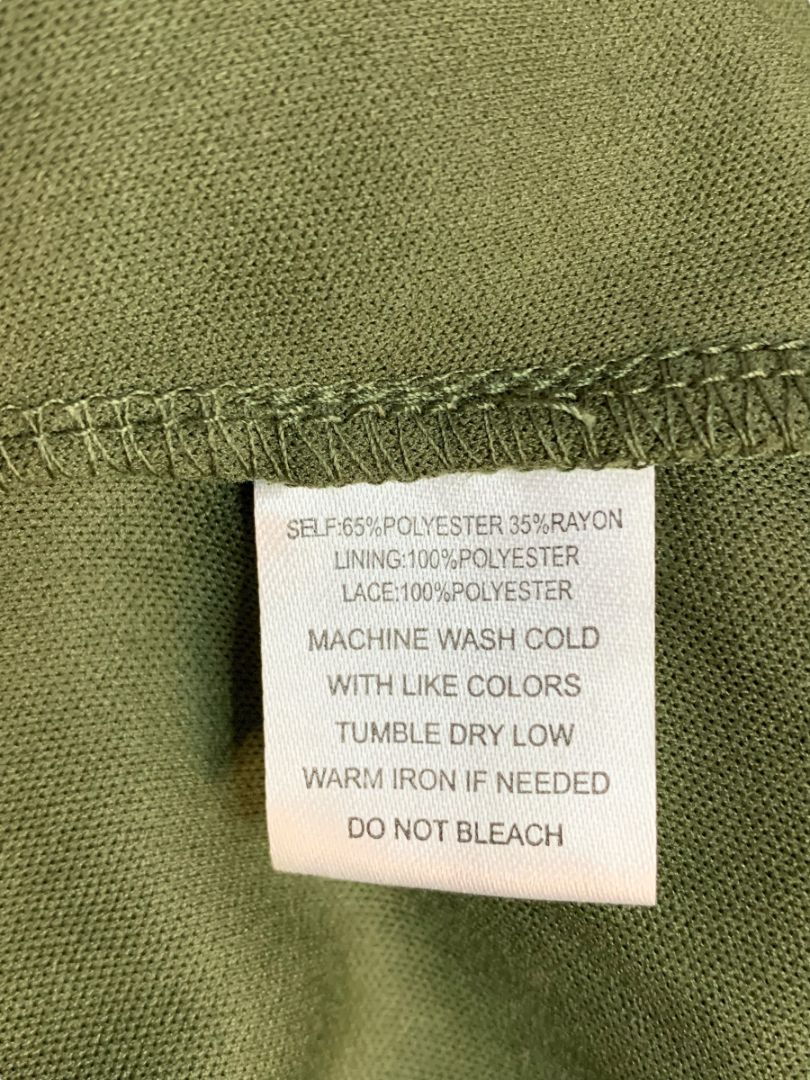 SELF:65%POLYESTER 35%RAYON
LINING:100%POLYESTER
LACE:100%POLYESTER
MACHINE WASH COLD
WITH LIKE COLORS
TUMBLE DRY LOW
WARM IRON IF NEEDED
DO NOT BLEACH